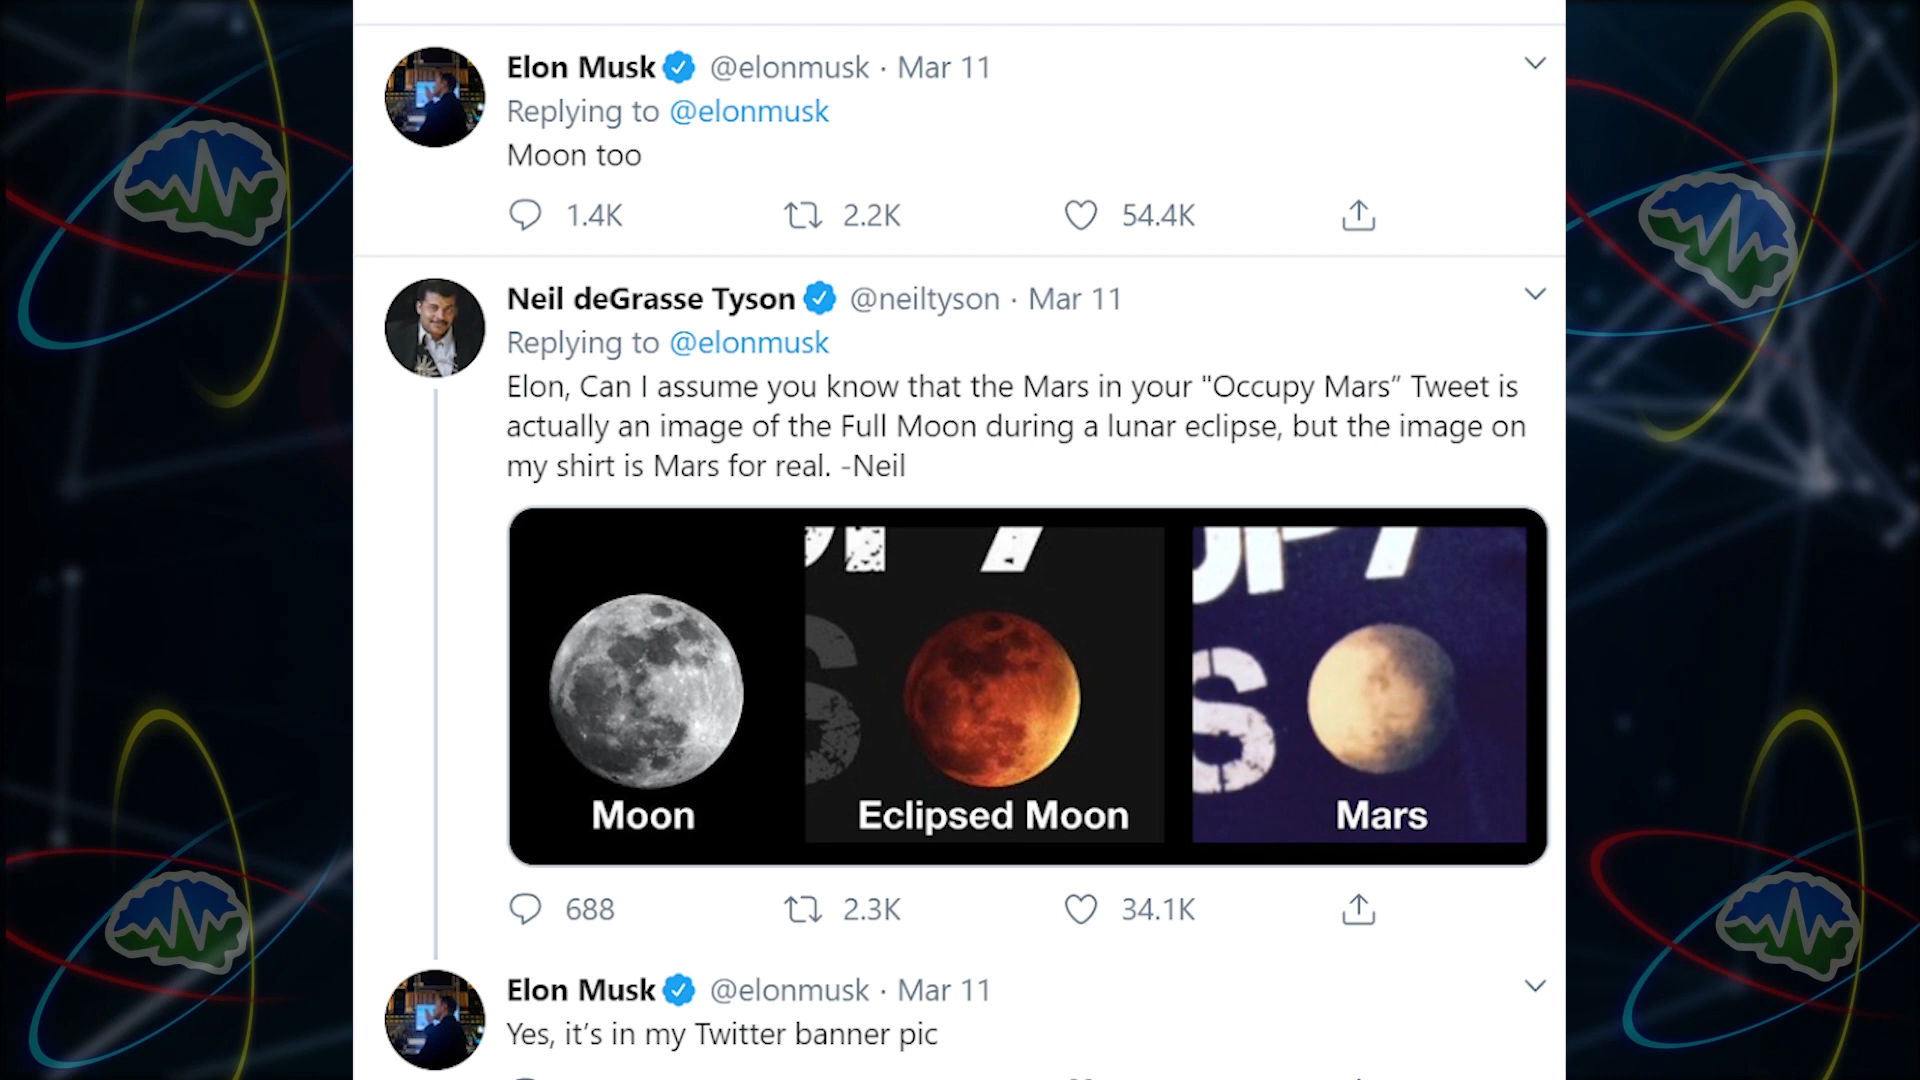 Elon Musk @elonmusk · Mar 11
Replying to @elonmusk
Moon too
1.4K 2.2K 54.4K
Neil deGrasse Tyson @neiltyson · Mar 11
Replying to @elonmusk
Elon, Can I assume you know that the Mars in your "Occupy Mars” Tweet is
actually an image of the Full Moon during a lunar eclipse, but the image on
my shirt is Mars for real. -Neil
Moon
Eclipsed Moon
Mars
688 2.3K 34.1K
Elon Musk @elonmusk · Mar 11
Yes, it’s in my Twitter banner pic